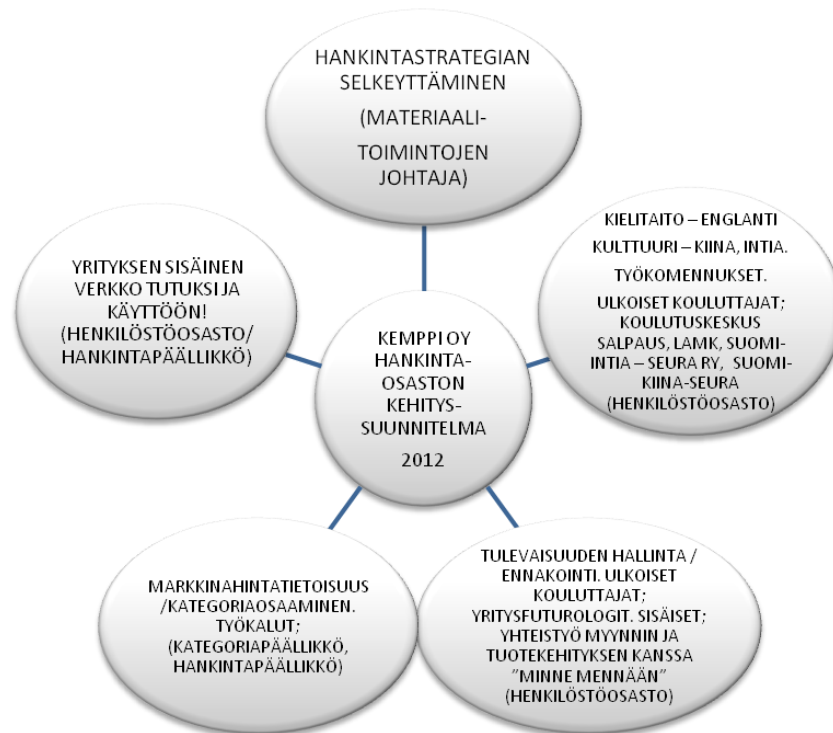 HANKINTASTRATEGIAN
SELKEYTTÄMINEN
(MATERIAALI-
TOIMINTOJEN
JOHTAJA)
KIELITAITO – ENGLANTI
KULTTUURI – KIINA, INTIA.
TYÖKOMENNUKSET.
ULKOISET KOULUTTAJAT;
KOULUTUSKESKUS
SALPAUS, LAMK, SUOMI-
INTIA – SEURA RY, SUOMI-
KIINA-SEURA
(HENKILÖSTÖOSASTO)
YRITYKSEN SISÄINEN
VERKKO TUTUKSI JA
KÄYTTÖÖN!
(HENKILÖSTÖOSASTO/
HANKINTAPÄÄLLIKKÖ)
KEMPPI OY
HANKINTA-
OSASTON
KEHITYS-
SUUNNITELMA
2012
MARKKINAHINTATIETOISUUS
/KATEGORIAOSAAMINEN.
TYÖKALUT;
(KATEGORIAPÄÄLLIKKÖ,
HANKINTAPÄÄLLIKKÖ)
TULEVAISUUDEN HALLINTA /
ENNAKOINTI. ULKOISET
KOULUTTAJAT;
YRITYSFUTUROLOGIT. SISÄISET;
YHTEISTYÖ MYYNNIN JA
TUOTEKEHITYKSEN KANSSA
"MINNE MENNÄÄN"
(HENKILÖSTÖOSASTO)